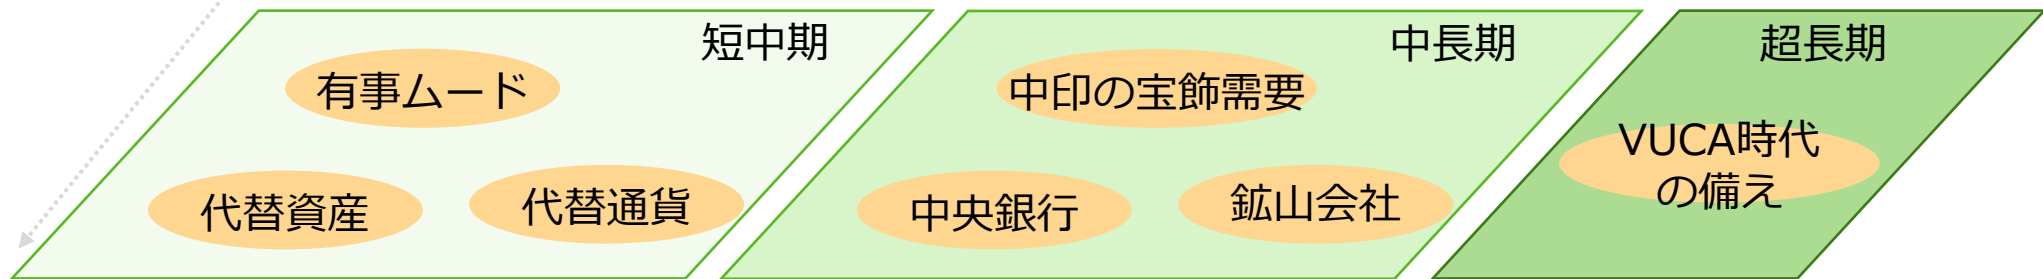 短中期
有事ムード
代替資産
代替通貨
中長期
中印の宝飾需要
中央銀行
鉱山会社
超長期
VUCA時代
の備え